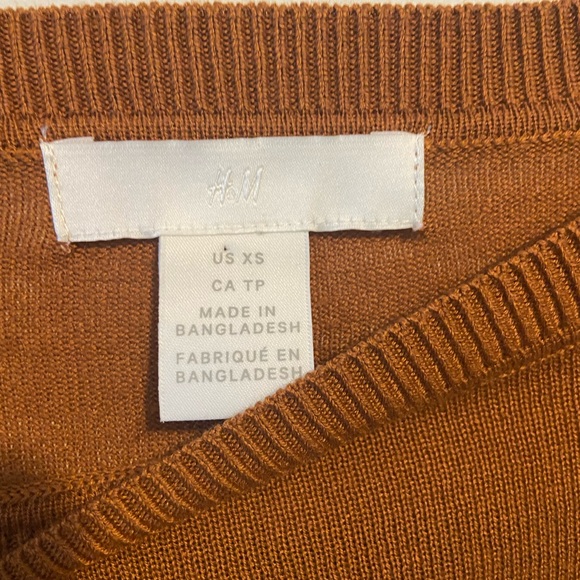 H&M
US XS
CA TP
MADE IN
BANGLADESH
FABRIQUÉ EN
BANGLADESH